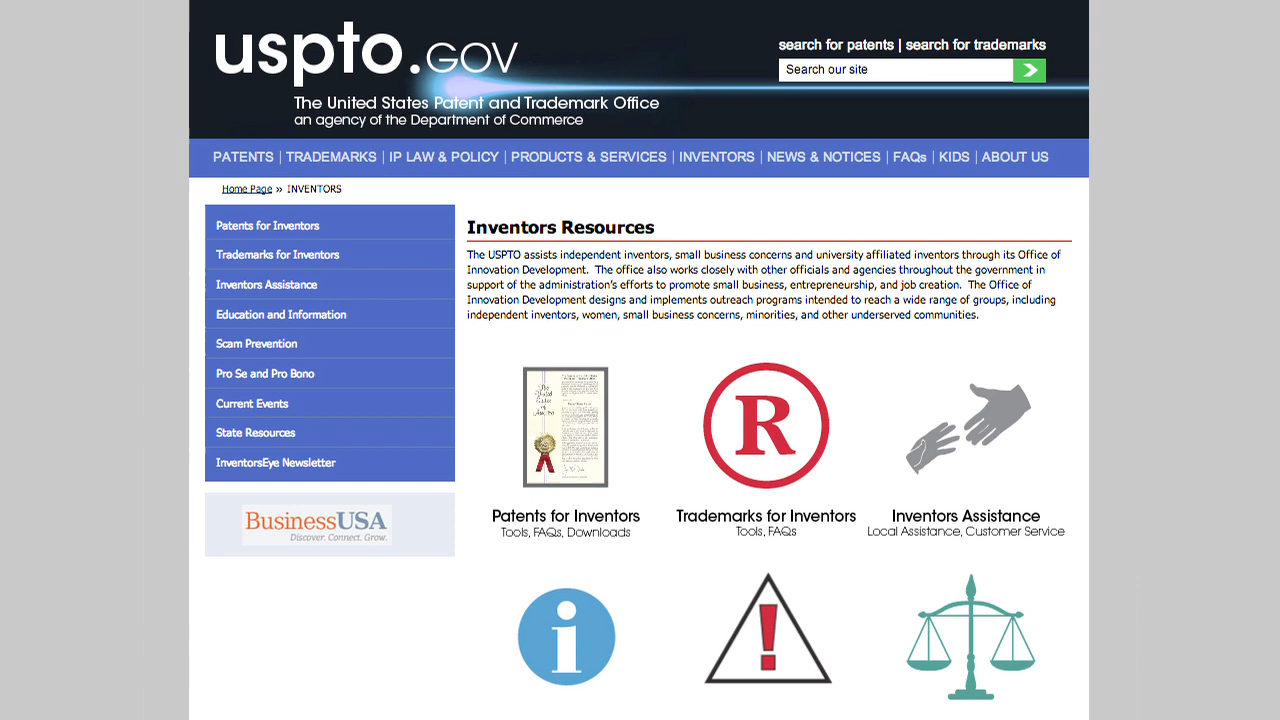 uspto.GOV
The United States Patent and Trademark Office
an agency of the Department of Commerce
search for patents | search for trademarks
Search our site
PATENTS | TRADEMARKS | IP LAW & POLICY | PRODUCTS & SERVICES | INVENTORS | NEWS & NOTICES | FAQs | KIDS | ABOUT US
Home Page » INVENTORS
Patents for Inventors
Trademarks for Inventors
Inventors Assistance
Education and Information
Scam Prevention
Pro Se and Pro Bono
Current Events
State Resources
InventorsEye Newsletter
BusinessUSA
Discover. Connect. Grow.
Inventors Resources
The USPTO assists independent inventors, small business concerns and university affiliated inventors through its Office of
Innovation Development. The office also works closely with other officials and agencies throughout the government in
support of the administration's efforts to promote small business, entrepreneurship, and job creation. The Office of
Innovation Development designs and implements outreach programs intended to reach a wide range of groups, including
independent inventors, women, small business concerns, minorities, and other underserved communities.
The United States of America
R
Patents for Inventors
Tools, FAQs, Downloads
Trademarks for Inventors
Tools, FAQs
Inventors Assistance
Local Assistance, Customer Service
i
!